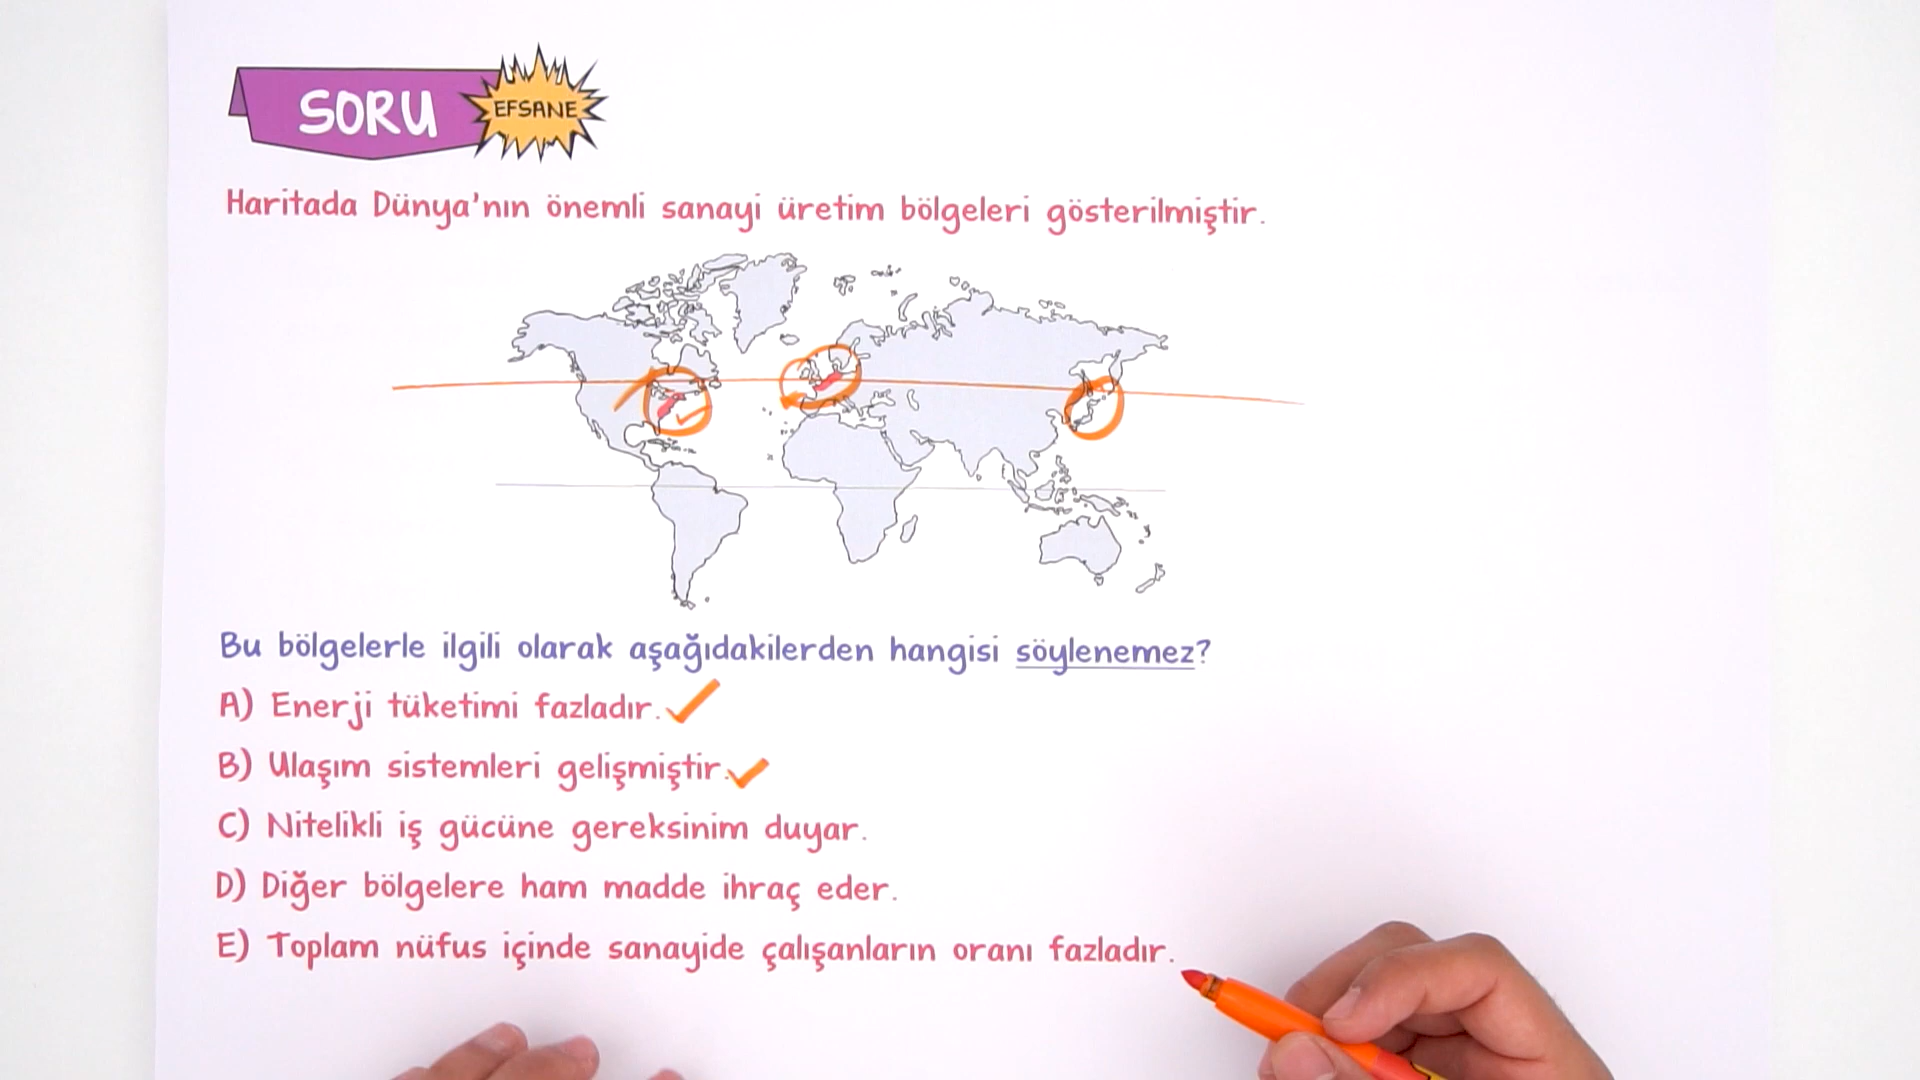 SORU
EFSANE
Haritada Dünya'nın önemli sanayi üretim bölgeleri gösterilmiştir.
Bu bölgelerle ilgili olarak aşağıdakilerden hangisi söylenemez?
A) Enerji tüketimi fazladır.
B) Ulaşım sistemleri gelişmiştir.
C) Nitelikli iş gücüne gereksinim duyar.
D) Diğer bölgelere ham madde ihraç eder.
E) Toplam nüfus içinde sanayide çalışanların oranı fazladır.